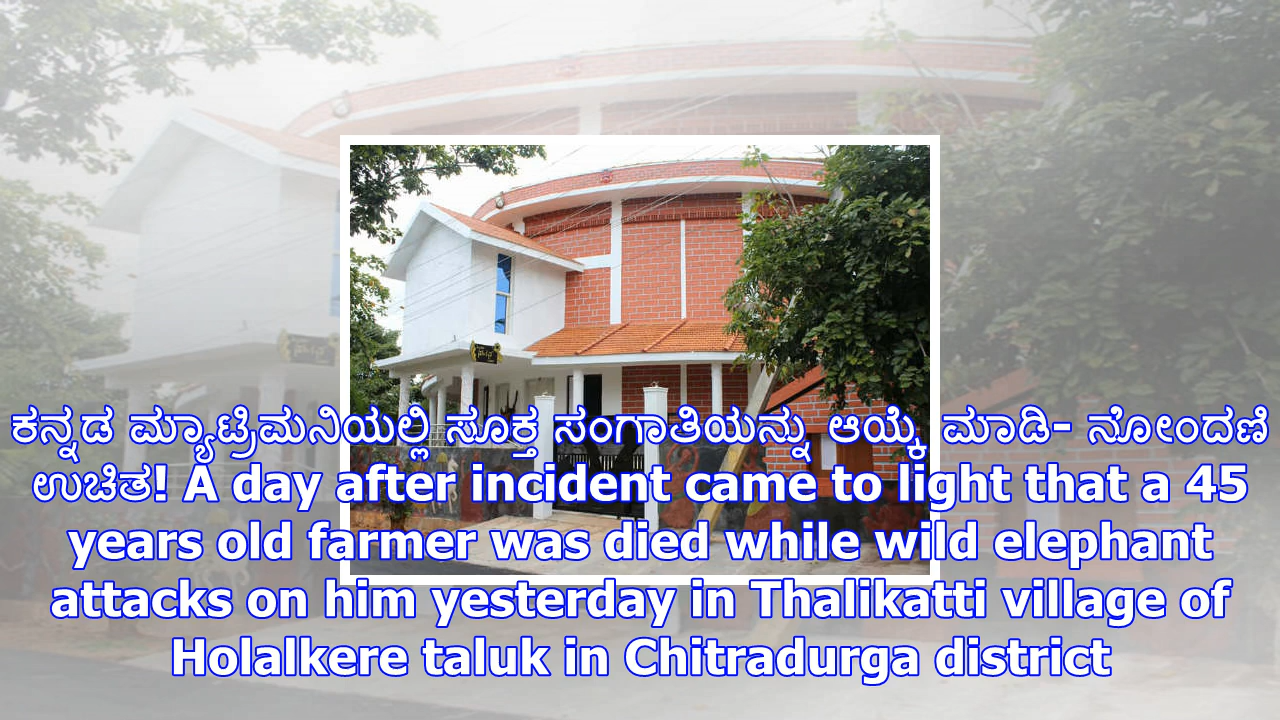 ಕನ್ನಡ ಮ್ಯಾಟ್ರಿಮನಿಯಲ್ಲಿ ಸೂಕ್ತ ಸಂಗಾತಿಯನ್ನು ಆಯ್ಕೆ ಮಾಡಿ- ನೋಂದಣಿ
ಉಚಿತ! A day after incident came to light that a 45
years old farmer was died while wild elephant
attacks on him yesterday in Thalikatti village of
Holalkere taluk in Chitradurga district